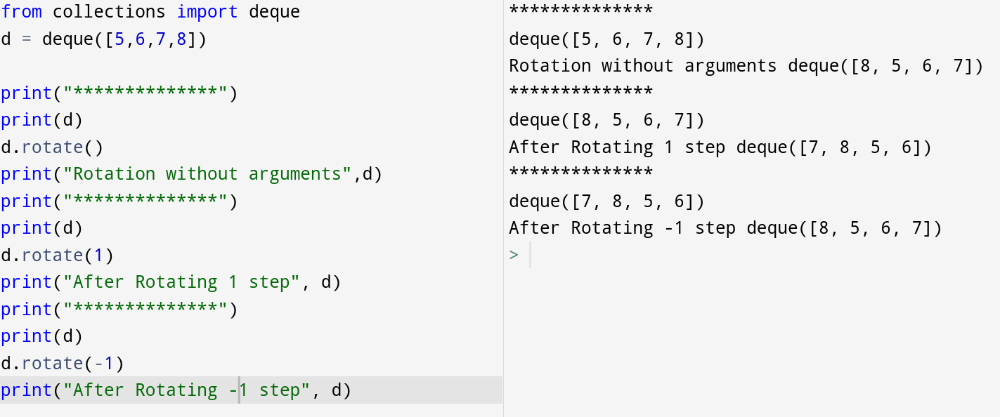 from collections import deque
d = deque([5,6,7,8])
print("**************")
print(d)
d.rotate()
print("Rotation without arguments",d)
print("**************")
print(d)
d.rotate(1)
print("After Rotating 1 step", d)
print("**************")
print(d)
d.rotate(-1)
print("After Rotating -1 step", d)
**************
deque([5, 6, 7, 8])
Rotation without arguments deque([8, 5, 6, 7])
**************
deque([8, 5, 6, 7])
After Rotating 1 step deque([7, 8, 5, 6])
**************
deque([7, 8, 5, 6])
After Rotating -1 step deque([8, 5, 6, 7])
>